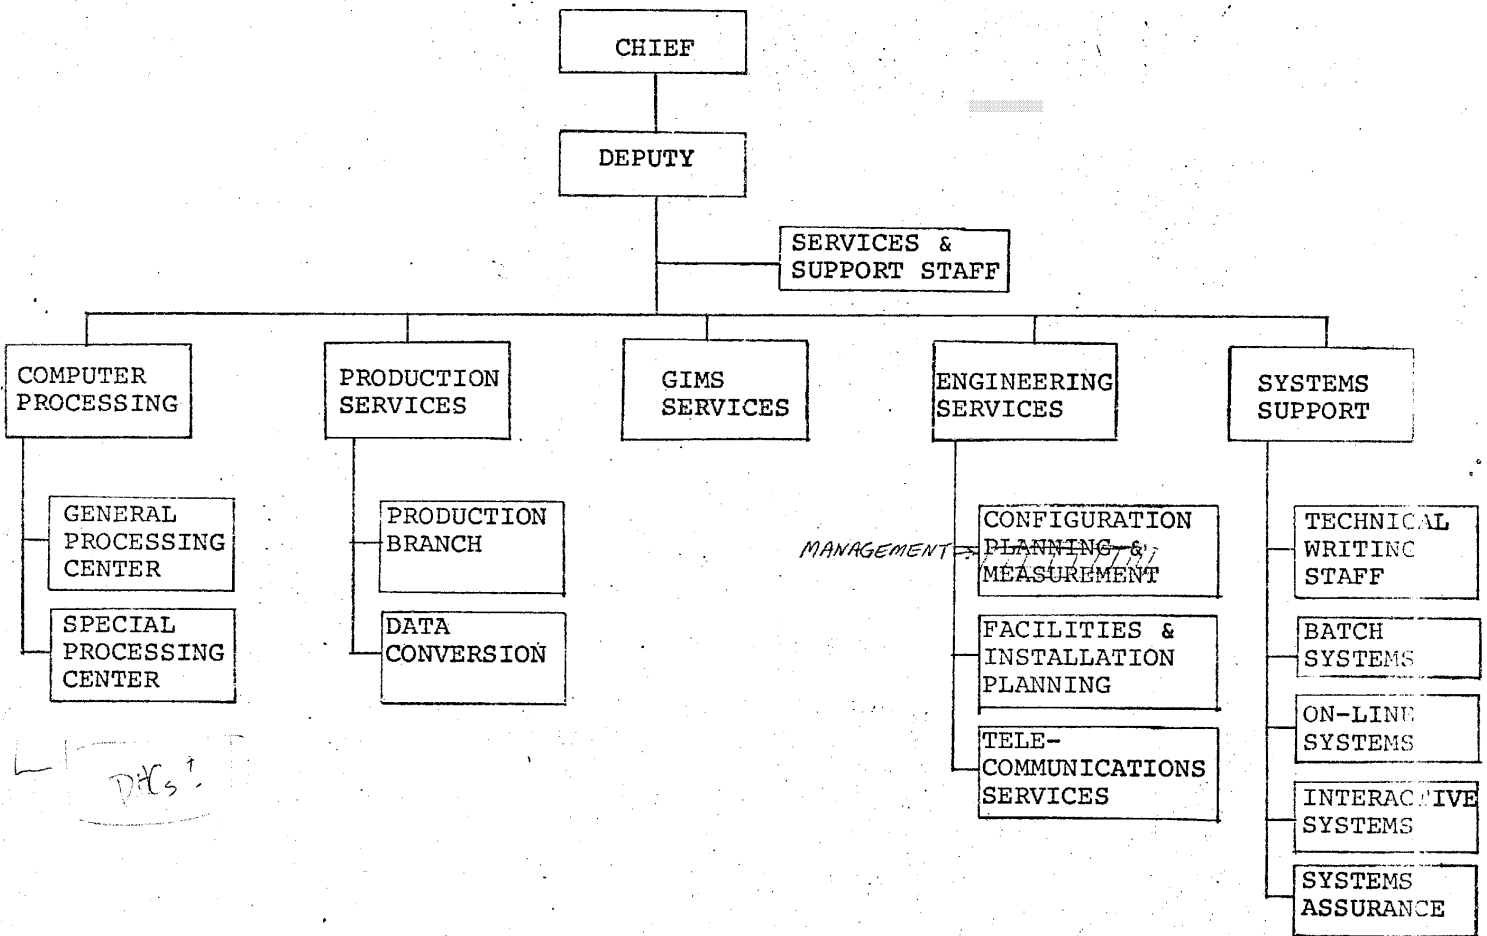 CHIEF
DEPUTY
SERVICES &
SUPPORT STAFF
COMPUTER
PROCESSING
PRODUCTION
SERVICES
GIMS
SERVICES
ENGINEERING
SERVICES
SYSTEMS
SUPPORT
GENERAL
PROCESSING
CENTER
SPECIAL
PROCESSING
CENTER
PRODUCTION
BRANCH
DATA
CONVERSION
CONFIGURATION
MANAGEMENT PLANNING &
MEASUREMENT
FACILITIES &
INSTALLATION
PLANNING
TELE-
COMMUNICATIONS
SERVICES
TECHNICAL
WRITING
STAFF
BATCH
SYSTEMS
ON-LINE
SYSTEMS
INTERACTIVE
SYSTEMS
SYSTEMS
ASSURANCE